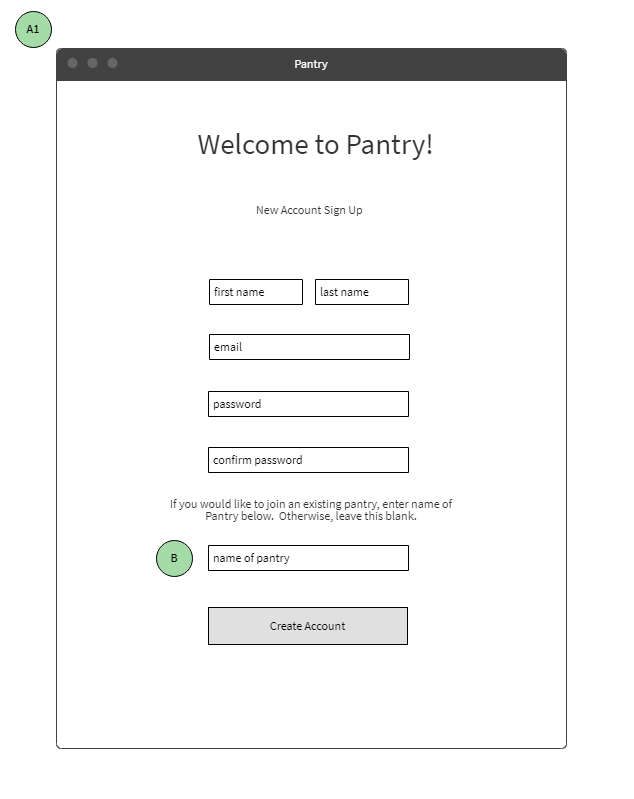 A1
Pantry
Welcome to Pantry!
New Account Sign Up
first name
last name
email
password
confirm password
If you would like to join an existing pantry, enter name of
Pantry below.  Otherwise, leave this blank.
B
name of pantry
Create Account